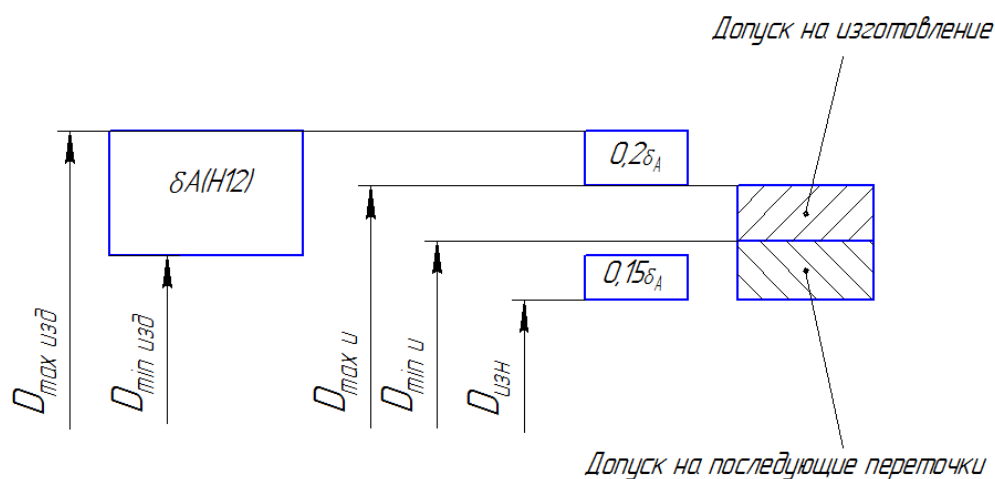 Допуск на изготовление
δA(H12)
0,2δA
0,15δA
Dmax изд
Dmin изд
Dmax и
Dmin и
Dизн
Допуск на последующие переточки